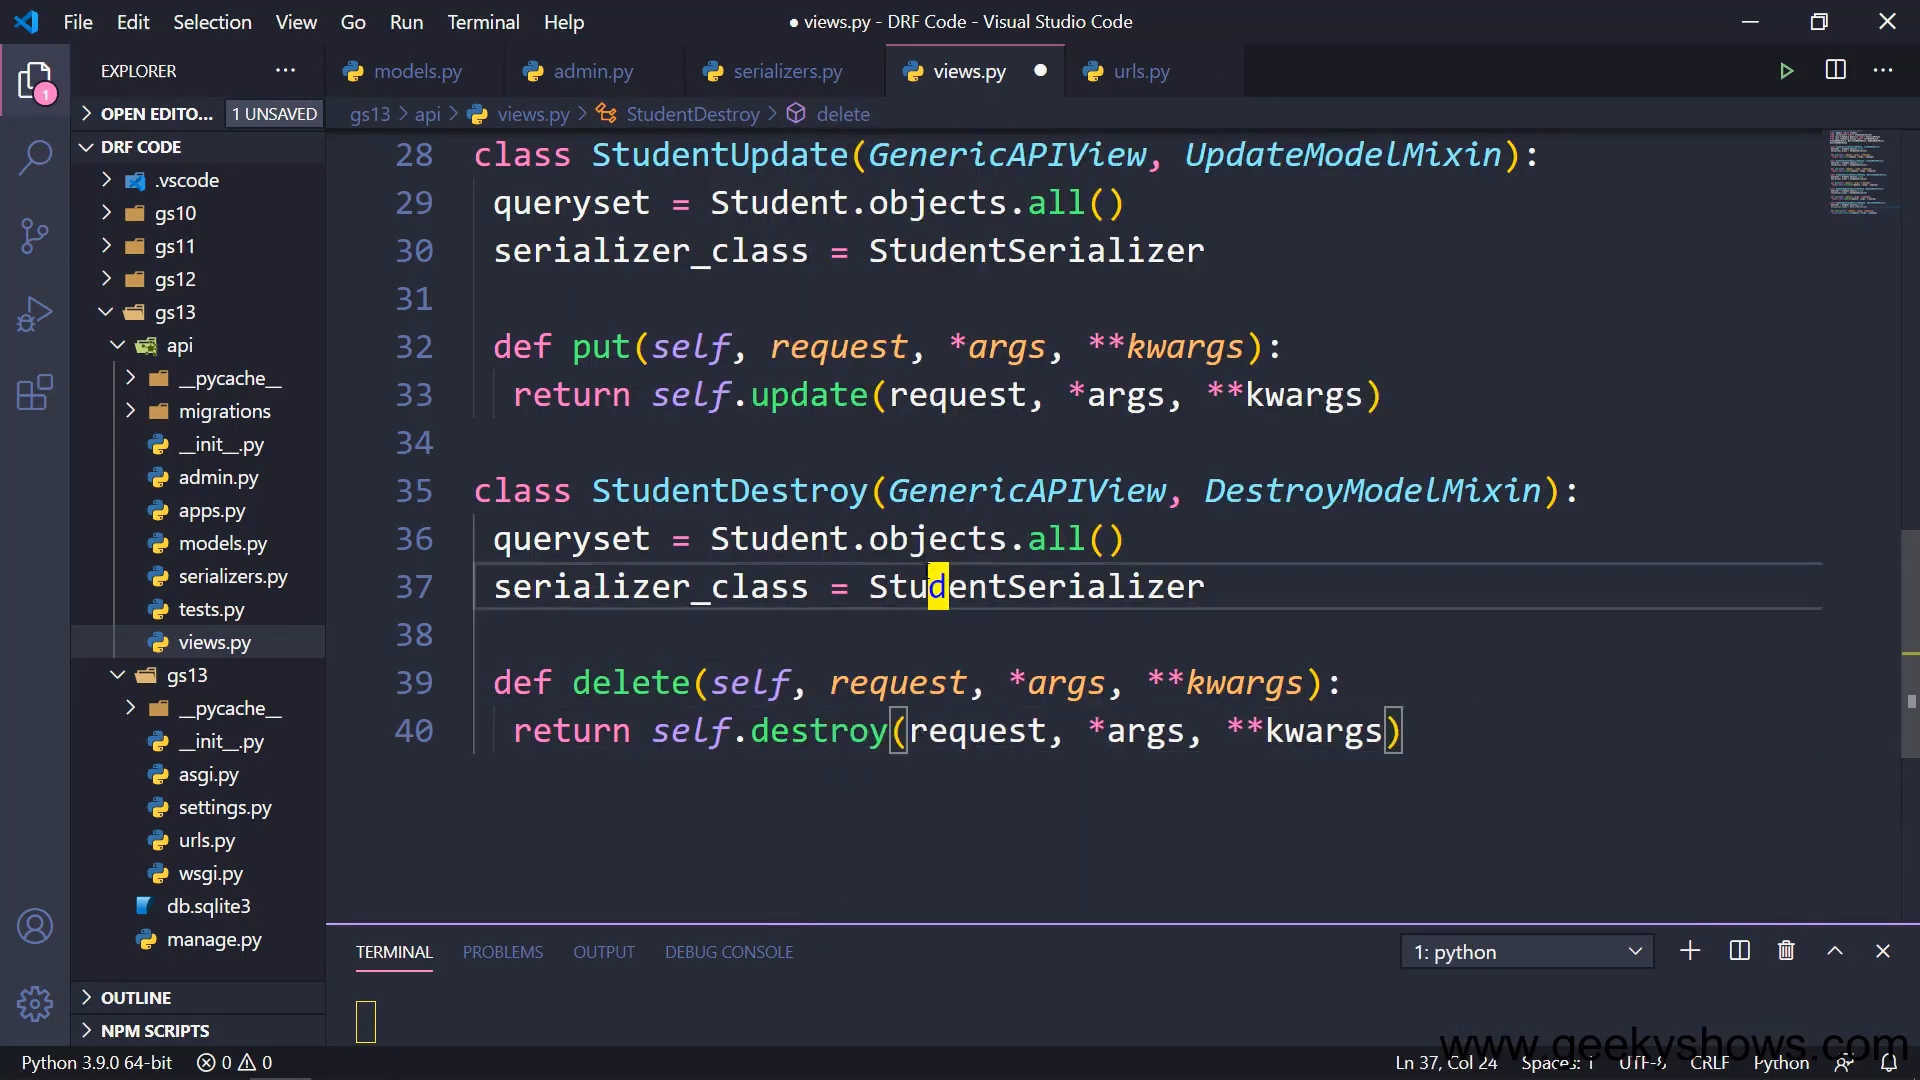 File Edit Selection View Go Run Terminal Help
● views.py - DRF Code - Visual Studio Code
EXPLORER
models.py admin.py serializers.py views.py urls.py
1
OPEN EDITO... 1 UNSAVED
gs13 > api > views.py > StudentDestroy > delete
DRF CODE
.vscode
gs10
gs11
gs12
gs13
api
__pycache__
migrations
__init__.py
admin.py
apps.py
models.py
serializers.py
tests.py
views.py
gs13
__pycache__
__init__.py
asgi.py
settings.py
urls.py
wsgi.py
db.sqlite3
manage.py
OUTLINE
NPM SCRIPTS
28 class StudentUpdate(GenericAPIView, UpdateModelMixin):
29 queryset = Student.objects.all()
30 serializer_class = StudentSerializer
31
32 def put(self, request, *args, **kwargs):
33 return self.update(request, *args, **kwargs)
34
35 class StudentDestroy(GenericAPIView, DestroyModelMixin):
36 queryset = Student.objects.all()
37 serializer_class = StudentSerializer
38
39 def delete(self, request, *args, **kwargs):
40 return self.destroy(request, *args, **kwargs)
TERMINAL PROBLEMS OUTPUT DEBUG CONSOLE
1: python
www.geekyshows.com
Python 3.9.0 64-bit 0 0
Ln 37, Col 24 Spaces: 1 UTF-8 CRLF Python